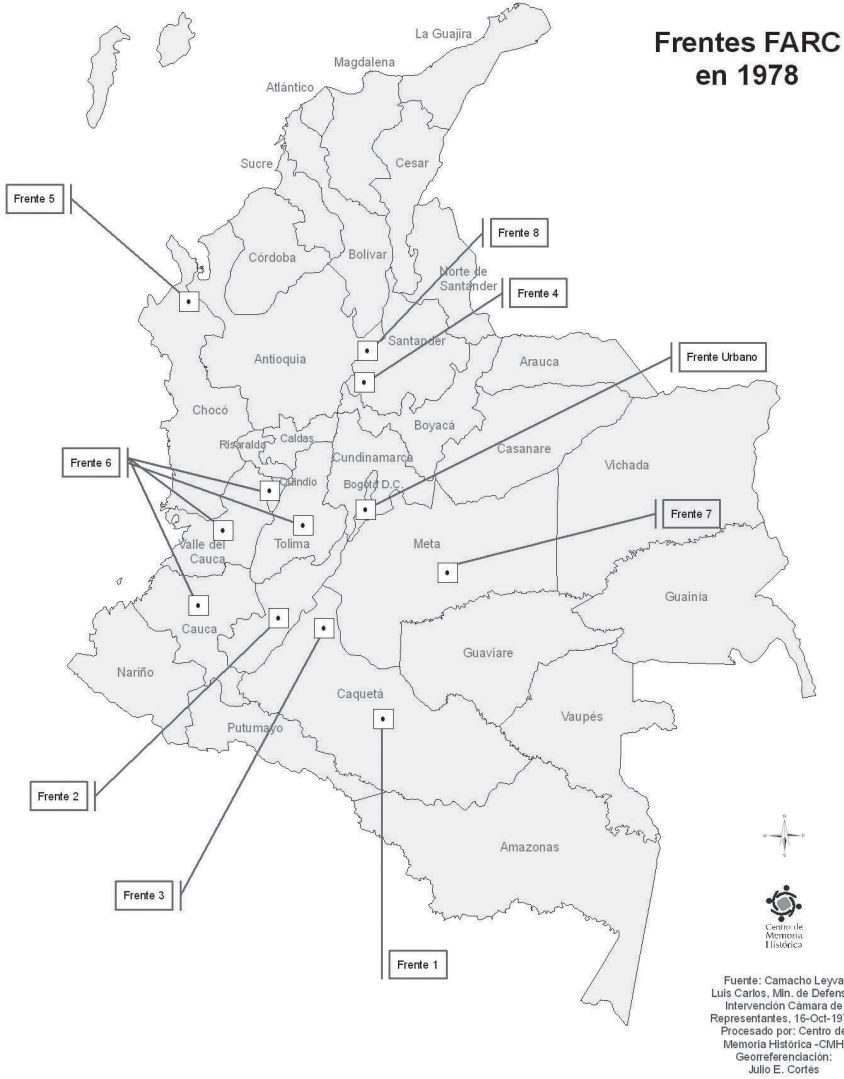 Frentes FARC
en 1978
La Guajira
Magdalena
Atlántico
Cesar
Sucre
Frente 5
Frente 8
Córdoba
Bolívar
Norte de
Santander
Frente 4
Santander
Antioquia
Arauca
Frente Urbano
Chocó
Boyacá
Risaralda
Caldas
Casanare
Cundinamarca
Vichada
Frente 6
Quindio
Bogotá D.C.
Frente 7
Valle del
Cauca
Tolima
Meta
Guainía
Cauca
Guaviare
Nariño
Caquetá
Vaupés
Putumayo
Frente 2
Amazonas
Frente 3
Frente 1
Centro de
Memoria
Histórica
Fuente: Camacho Leyva
Luis Carlos, Min. de Defens
Intervención Cámara de
Representantes, 16-Oct-19
Procesado por: Centro de
Memoria Histórica -CMH
Georreferenciación:
Julio E. Cortés